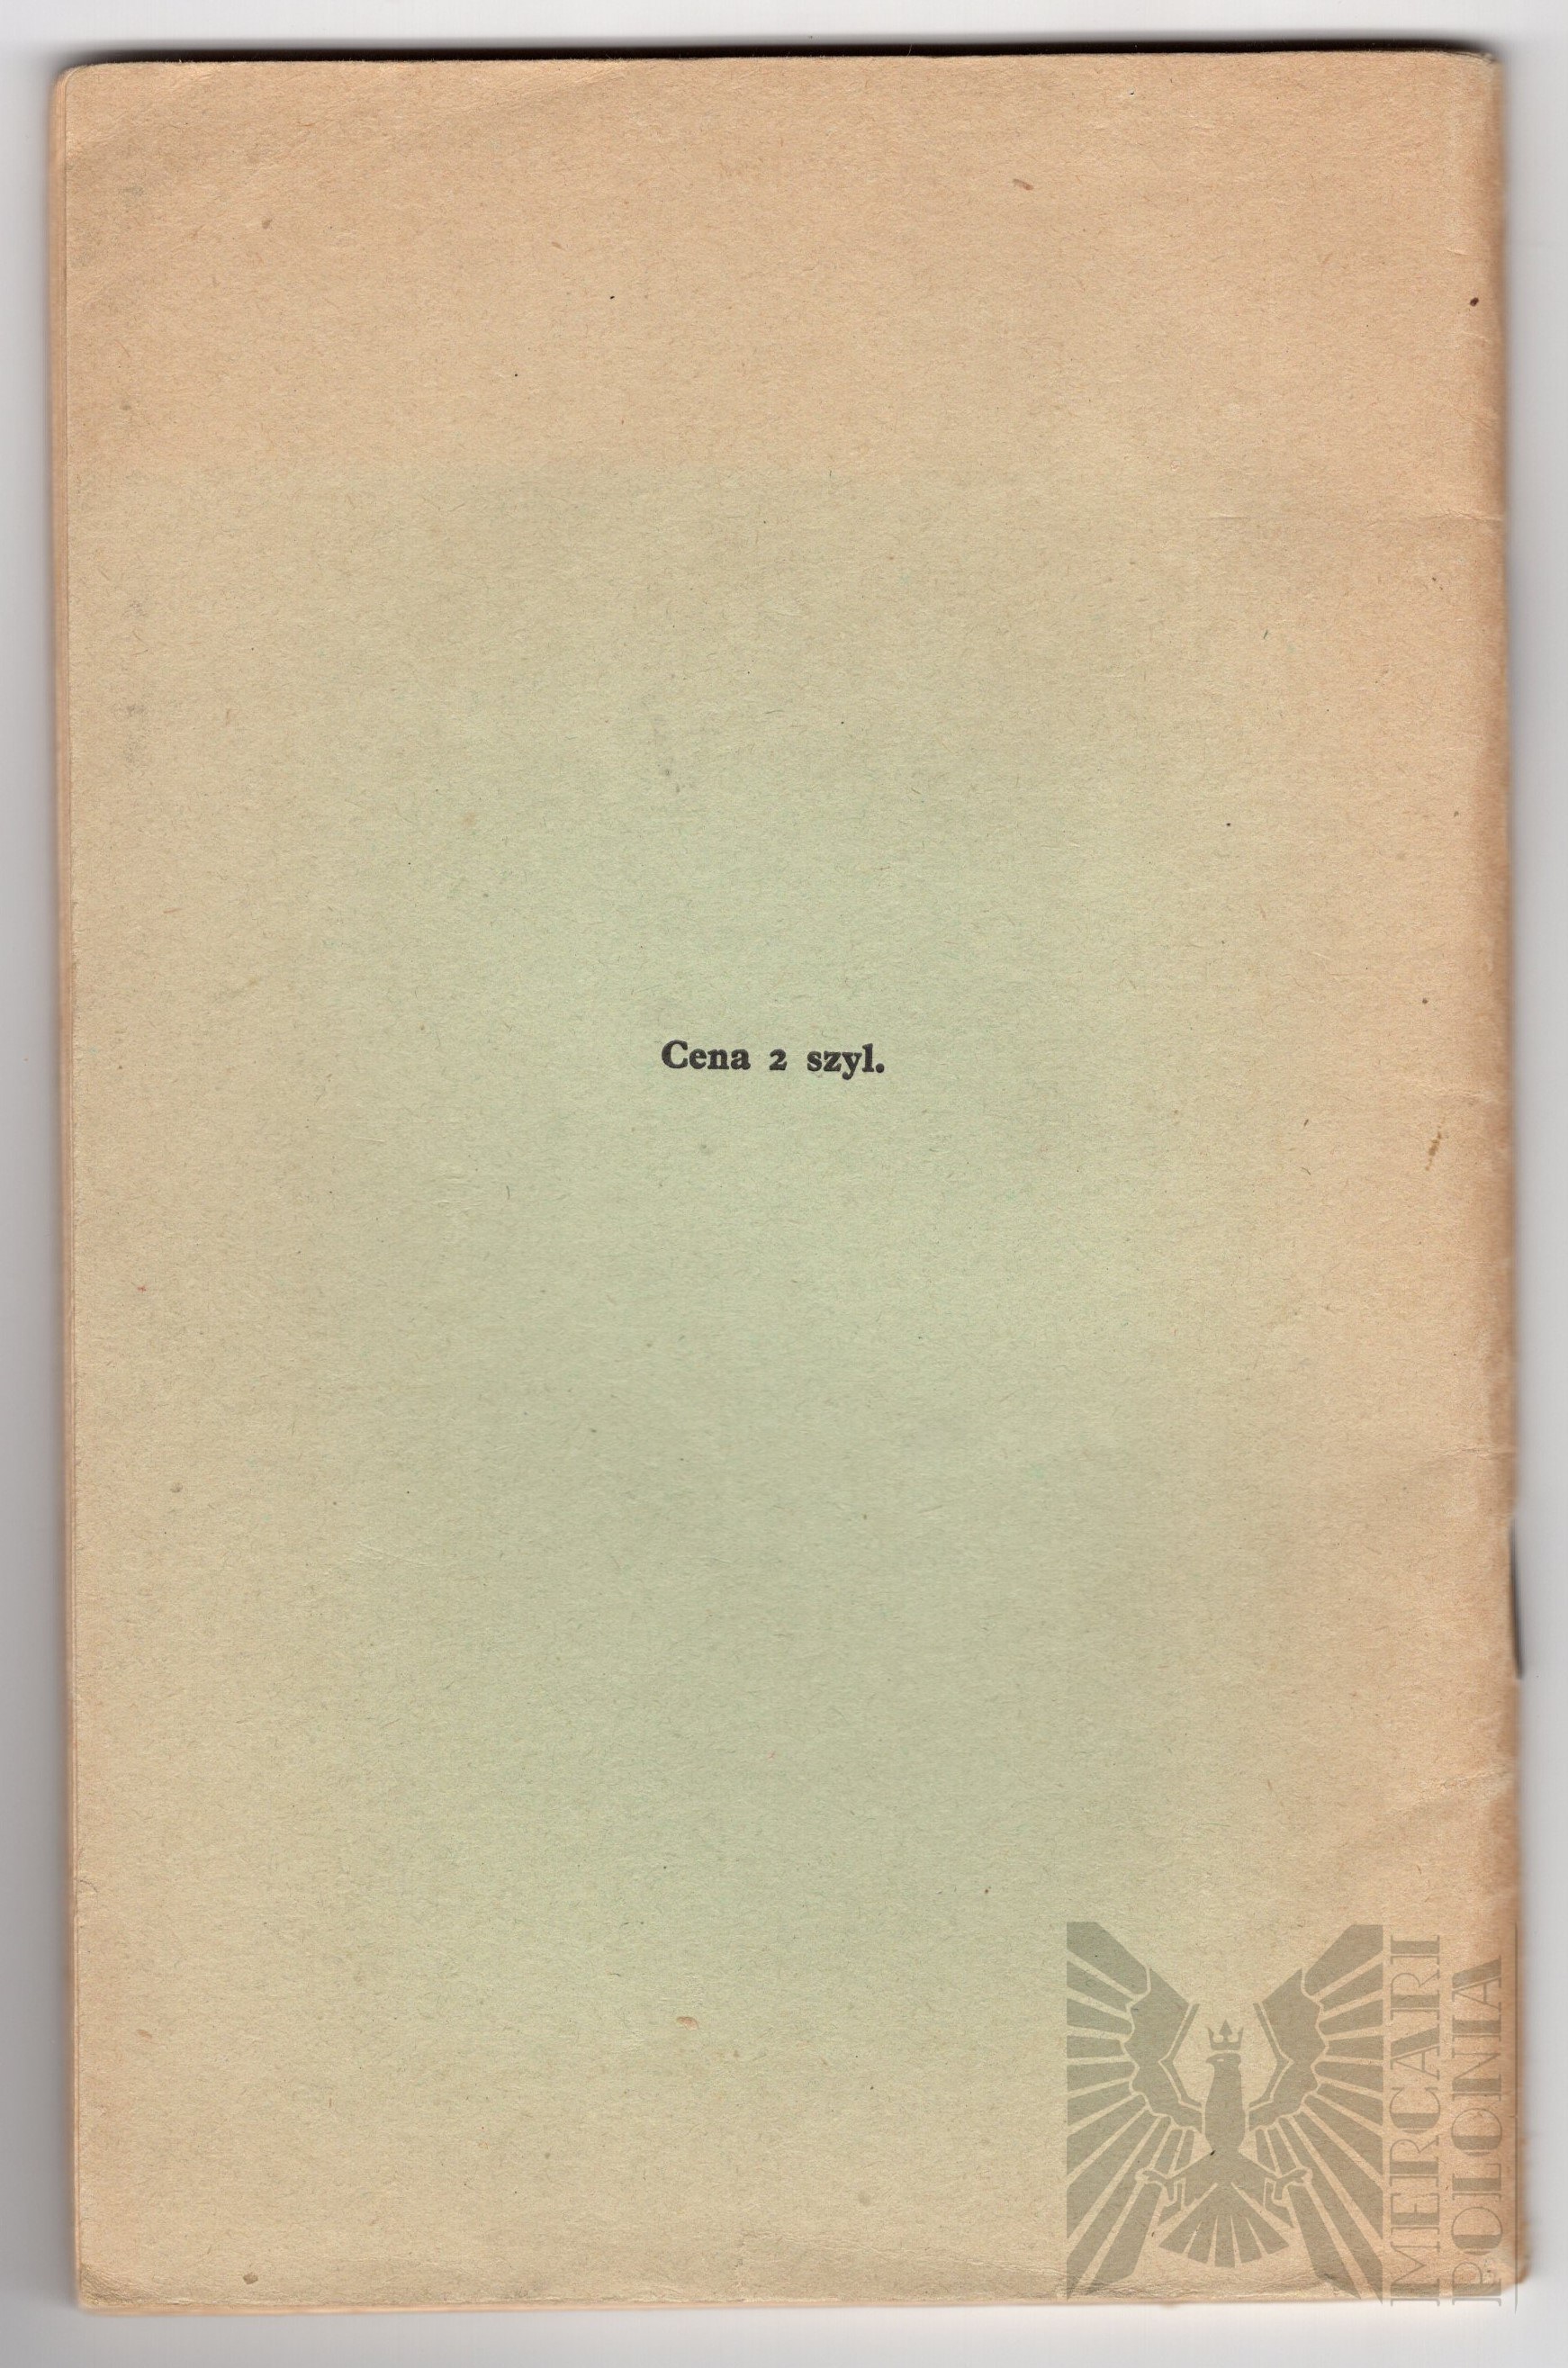 Cena 2 szyl.
MERCARI
POLONIA